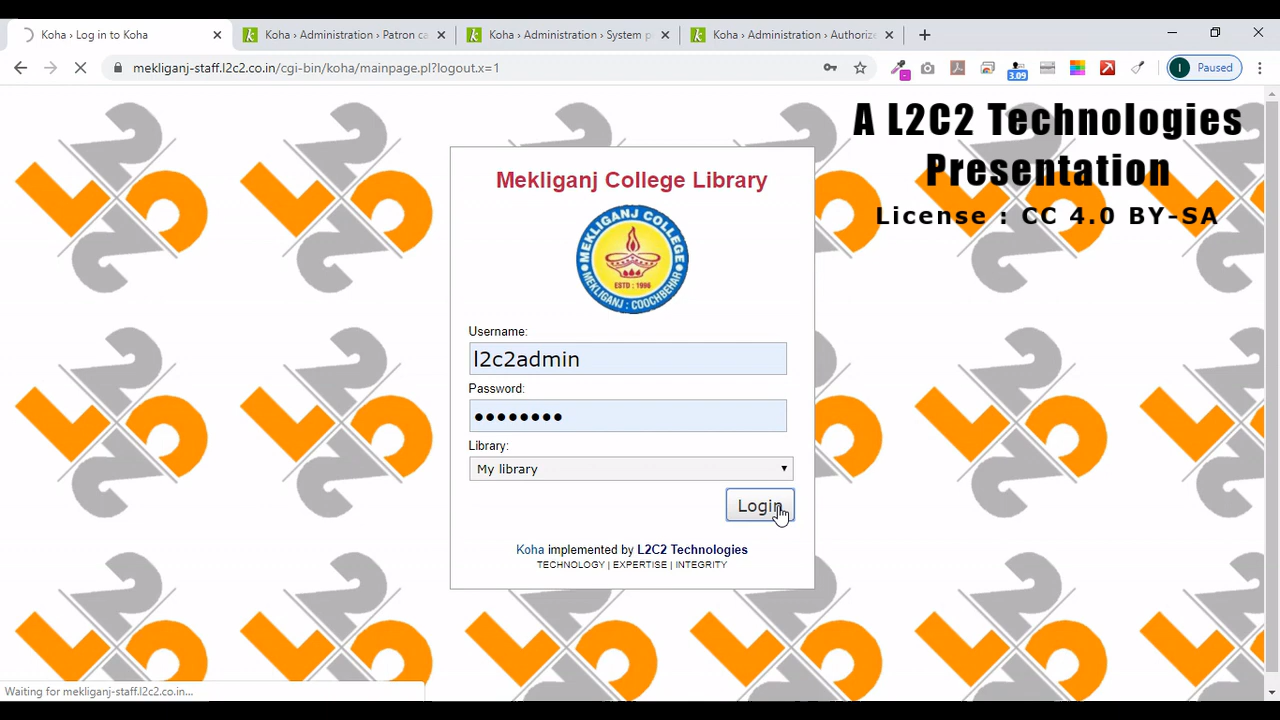 Koha › Log in to Koha
Koha › Administration › Patron ca
Koha › Administration › System p
Koha › Administration › Authorize
mekliganj-staff.l2c2.co.in/cgi-bin/koha/mainpage.pl?logout.x=1
3.09
I Paused
A L2C2 Technologies
Presentation
License : CC 4.0 BY-SA
Mekliganj College Library
MEKLIGANJ COLLEGE
ESTD : 1996
MEKLIGANJ : COOCHBEHAR
Username:
l2c2admin
Password:
Library:
My library
Login
Koha implemented by L2C2 Technologies
TECHNOLOGY | EXPERTISE | INTEGRITY
Waiting for mekliganj-staff.l2c2.co.in...